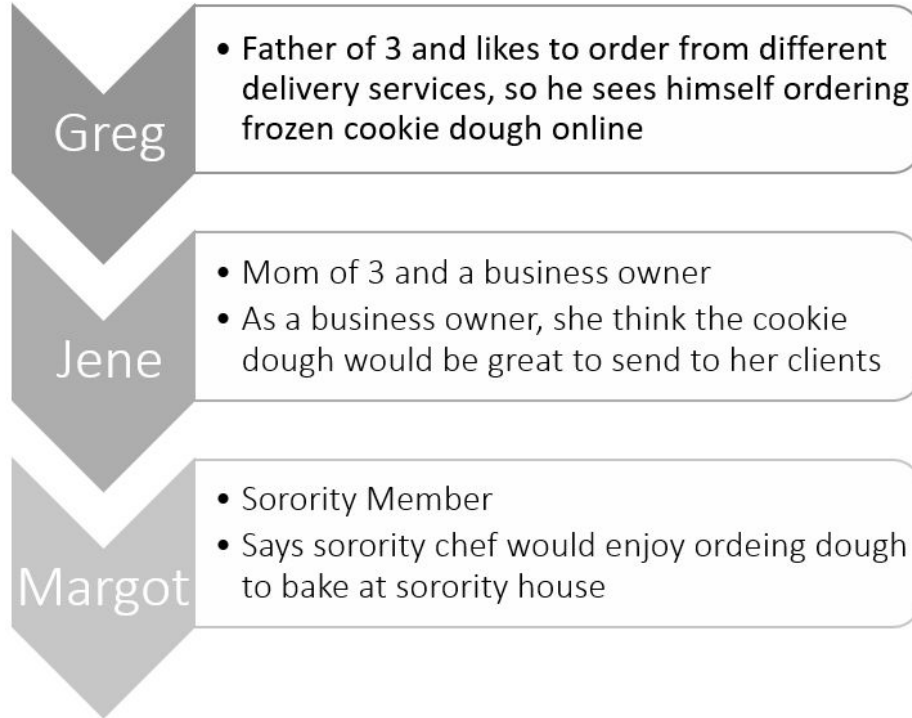 Greg
• Father of 3 and likes to order from different
delivery services, so he sees himself ordering
frozen cookie dough online
Jene
• Mom of 3 and a business owner
• As a business owner, she think the cookie
dough would be great to send to her clients
Margot
• Sorority Member
• Says sorority chef would enjoy ordeing dough
to bake at sorority house